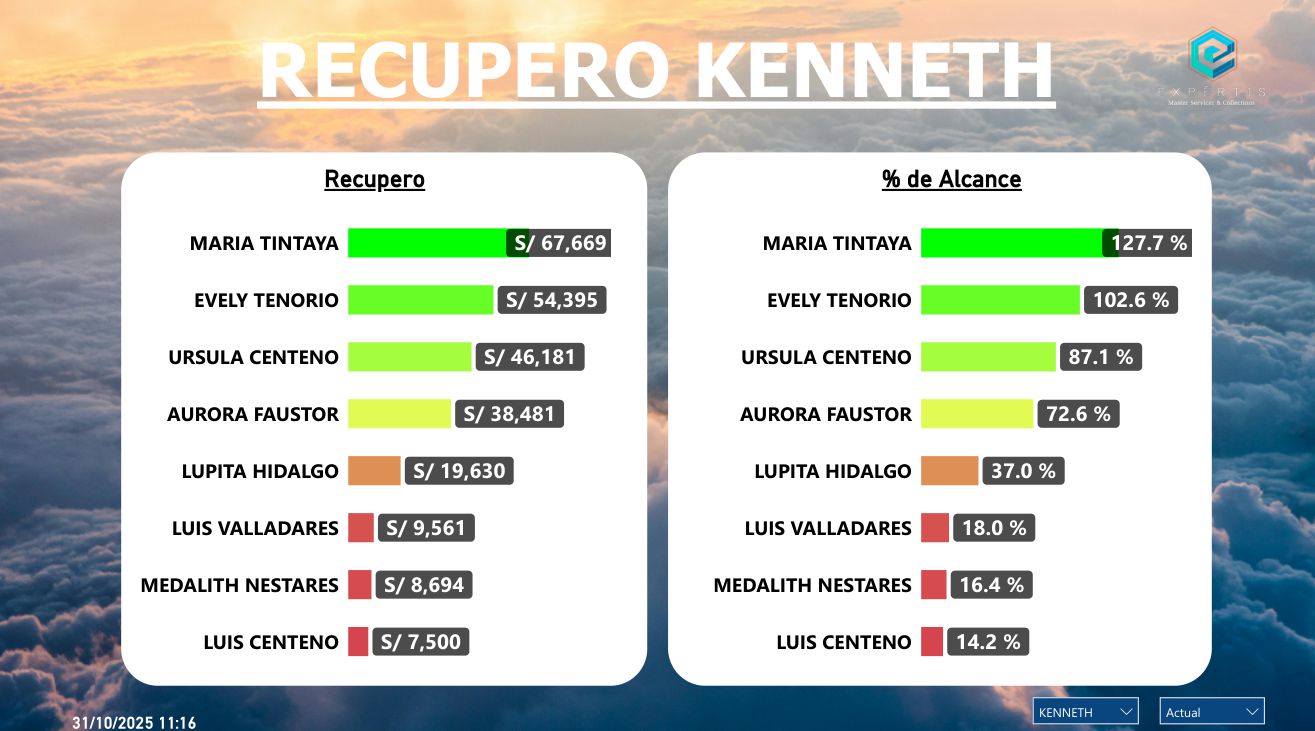 RECUPERO KENNETH
EXPERTIS
Master Servicer & Collections
Recupero
MARIA TINTAYA S/ 67,669
EVELY TENORIO S/ 54,395
URSULA CENTENO S/ 46,181
AURORA FAUSTOR S/ 38,481
LUPITA HIDALGO S/ 19,630
LUIS VALLADARES S/ 9,561
MEDALITH NESTARES S/ 8,694
LUIS CENTENO S/ 7,500
% de Alcance
MARIA TINTAYA 127.7 %
EVELY TENORIO 102.6 %
URSULA CENTENO 87.1 %
AURORA FAUSTOR 72.6 %
LUPITA HIDALGO 37.0 %
LUIS VALLADARES 18.0 %
MEDALITH NESTARES 16.4 %
LUIS CENTENO 14.2 %
31/10/2025 11:16
KENNETH
Actual